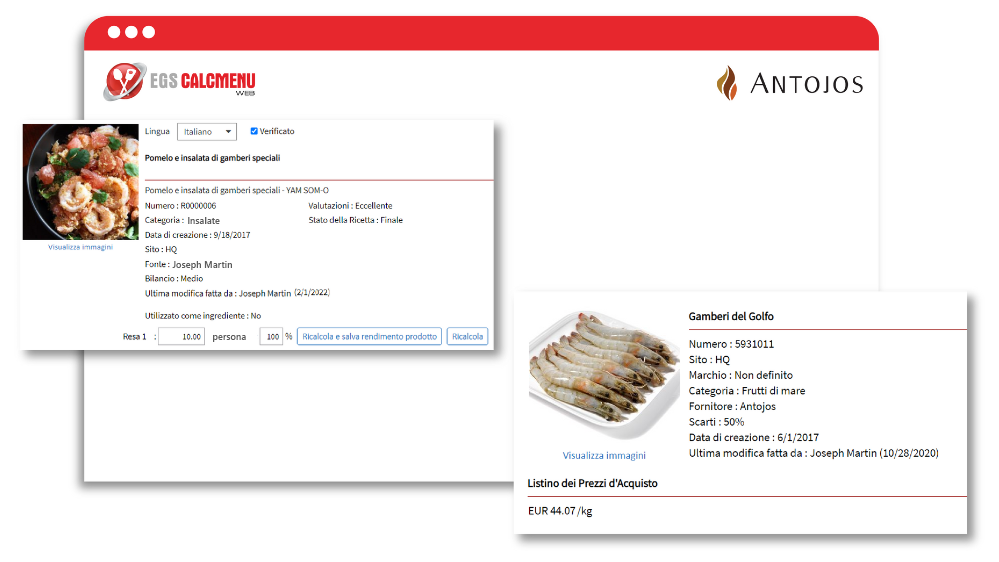 EGS CALCMENU
WEB
ANTOJOS
Lingua Italiano Verificato
Pomelo e insalata di gamberi speciali
Pomelo e insalata di gamberi speciali - YAM SOM-O
Numero : R0000006 Valutazioni : Eccellente
Categoria : Insalate Stato della Ricetta : Finale
Data di creazione : 9/18/2017
Visualizza immagini
Sito : HQ
Fonte : Joseph Martin
Bilancio : Medio
Ultima modifica fatta da : Joseph Martin (2/1/2022)
Utilizzato come ingrediente : No
Resa 1 : 10.00 persona 100 % Ricalcola e salva rendimento prodotto Ricalcola
Gamberi del Golfo
Numero : 5931011
Sito : HQ
Marchio : Non definito
Categoria : Frutti di mare
Fornitore : Antojos
Scarti : 50%
Data di creazione : 6/1/2017
Ultima modifica fatta da : Joseph Martin (10/28/2020)
Visualizza immagini
Listino dei Prezzi d'Acquisto
EUR 44.07 /kg